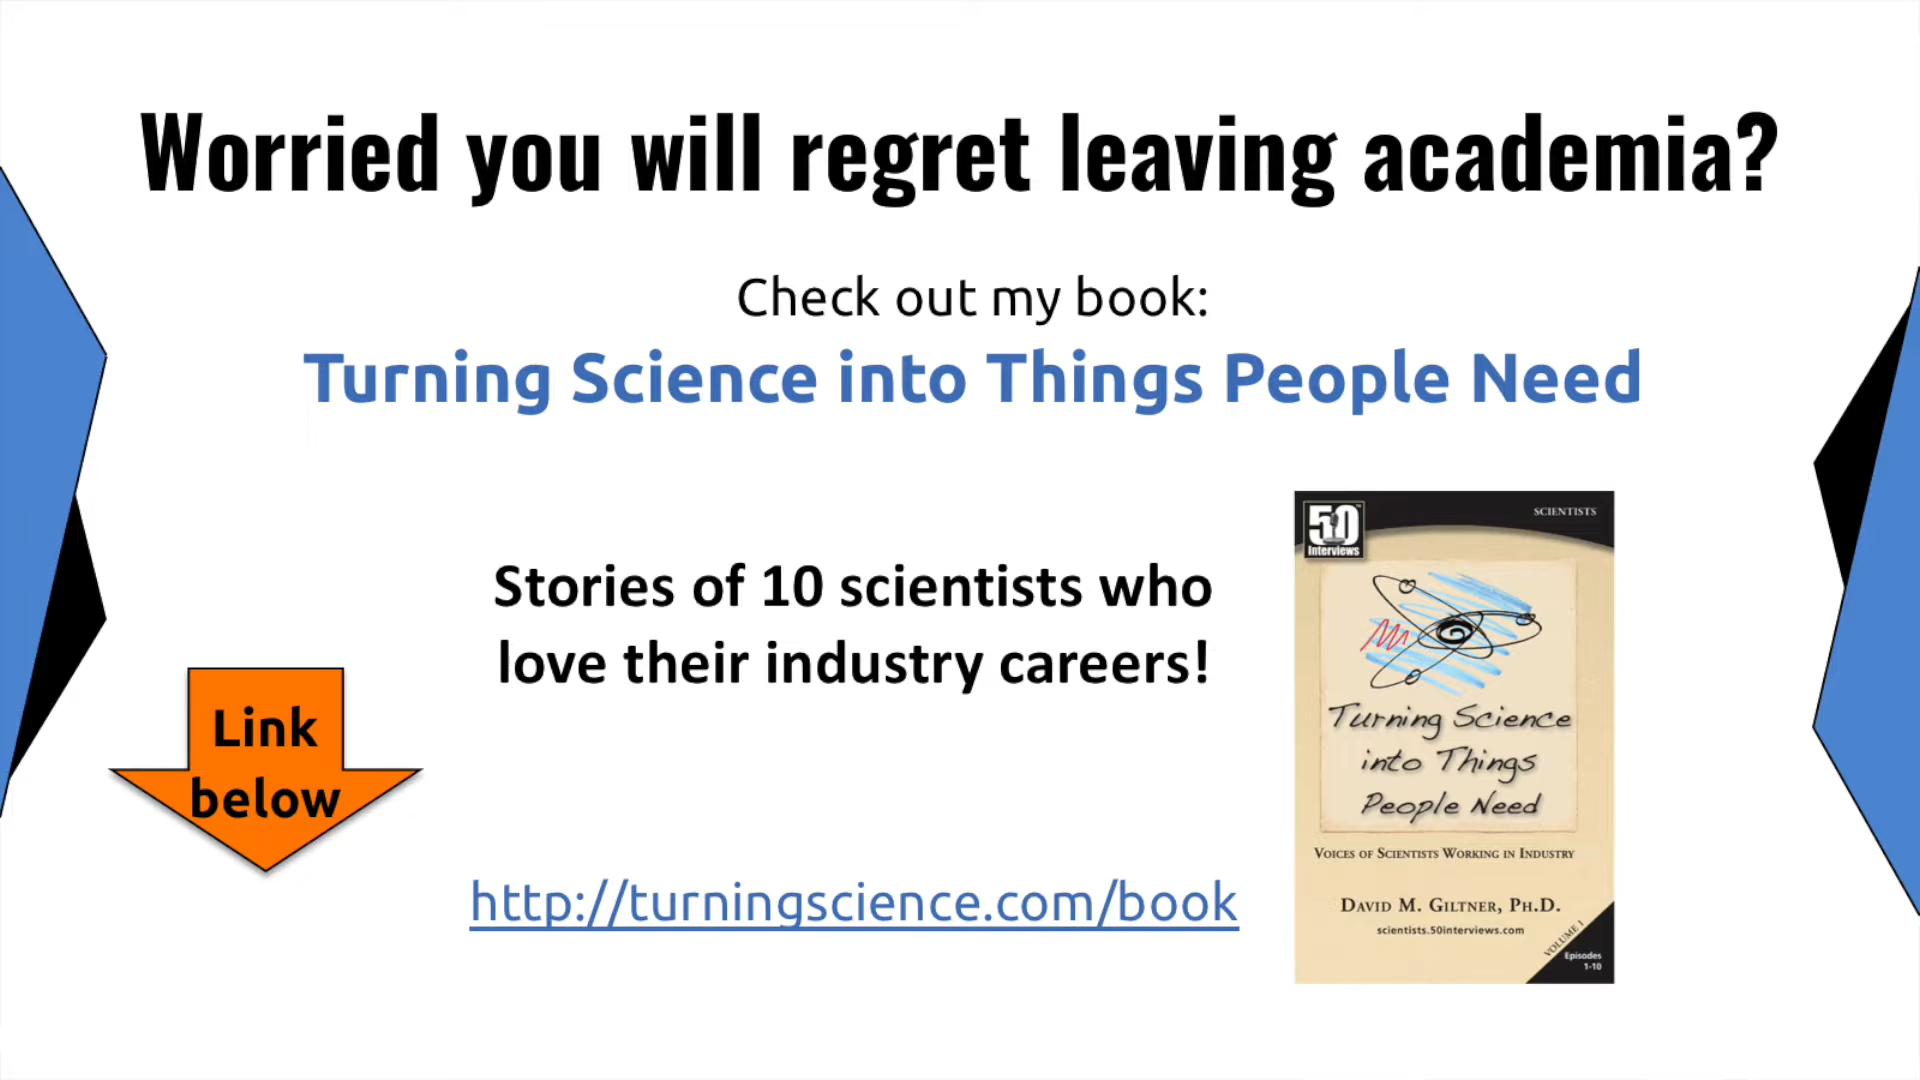 Worried you will regret leaving academia?
Check out my book:
Turning Science into Things People Need
Stories of 10 scientists who
love their industry careers!
Link
below
http://turningscience.com/book
50
Interviews
SCIENTISTS
Turning Science
into Things
People Need
VOICES OF SCIENTISTS WORKING IN INDUSTRY
DAVID M. GILTNER, PH.D.
scientists.50interviews.com
VOLUME 1
Episodes
1-10